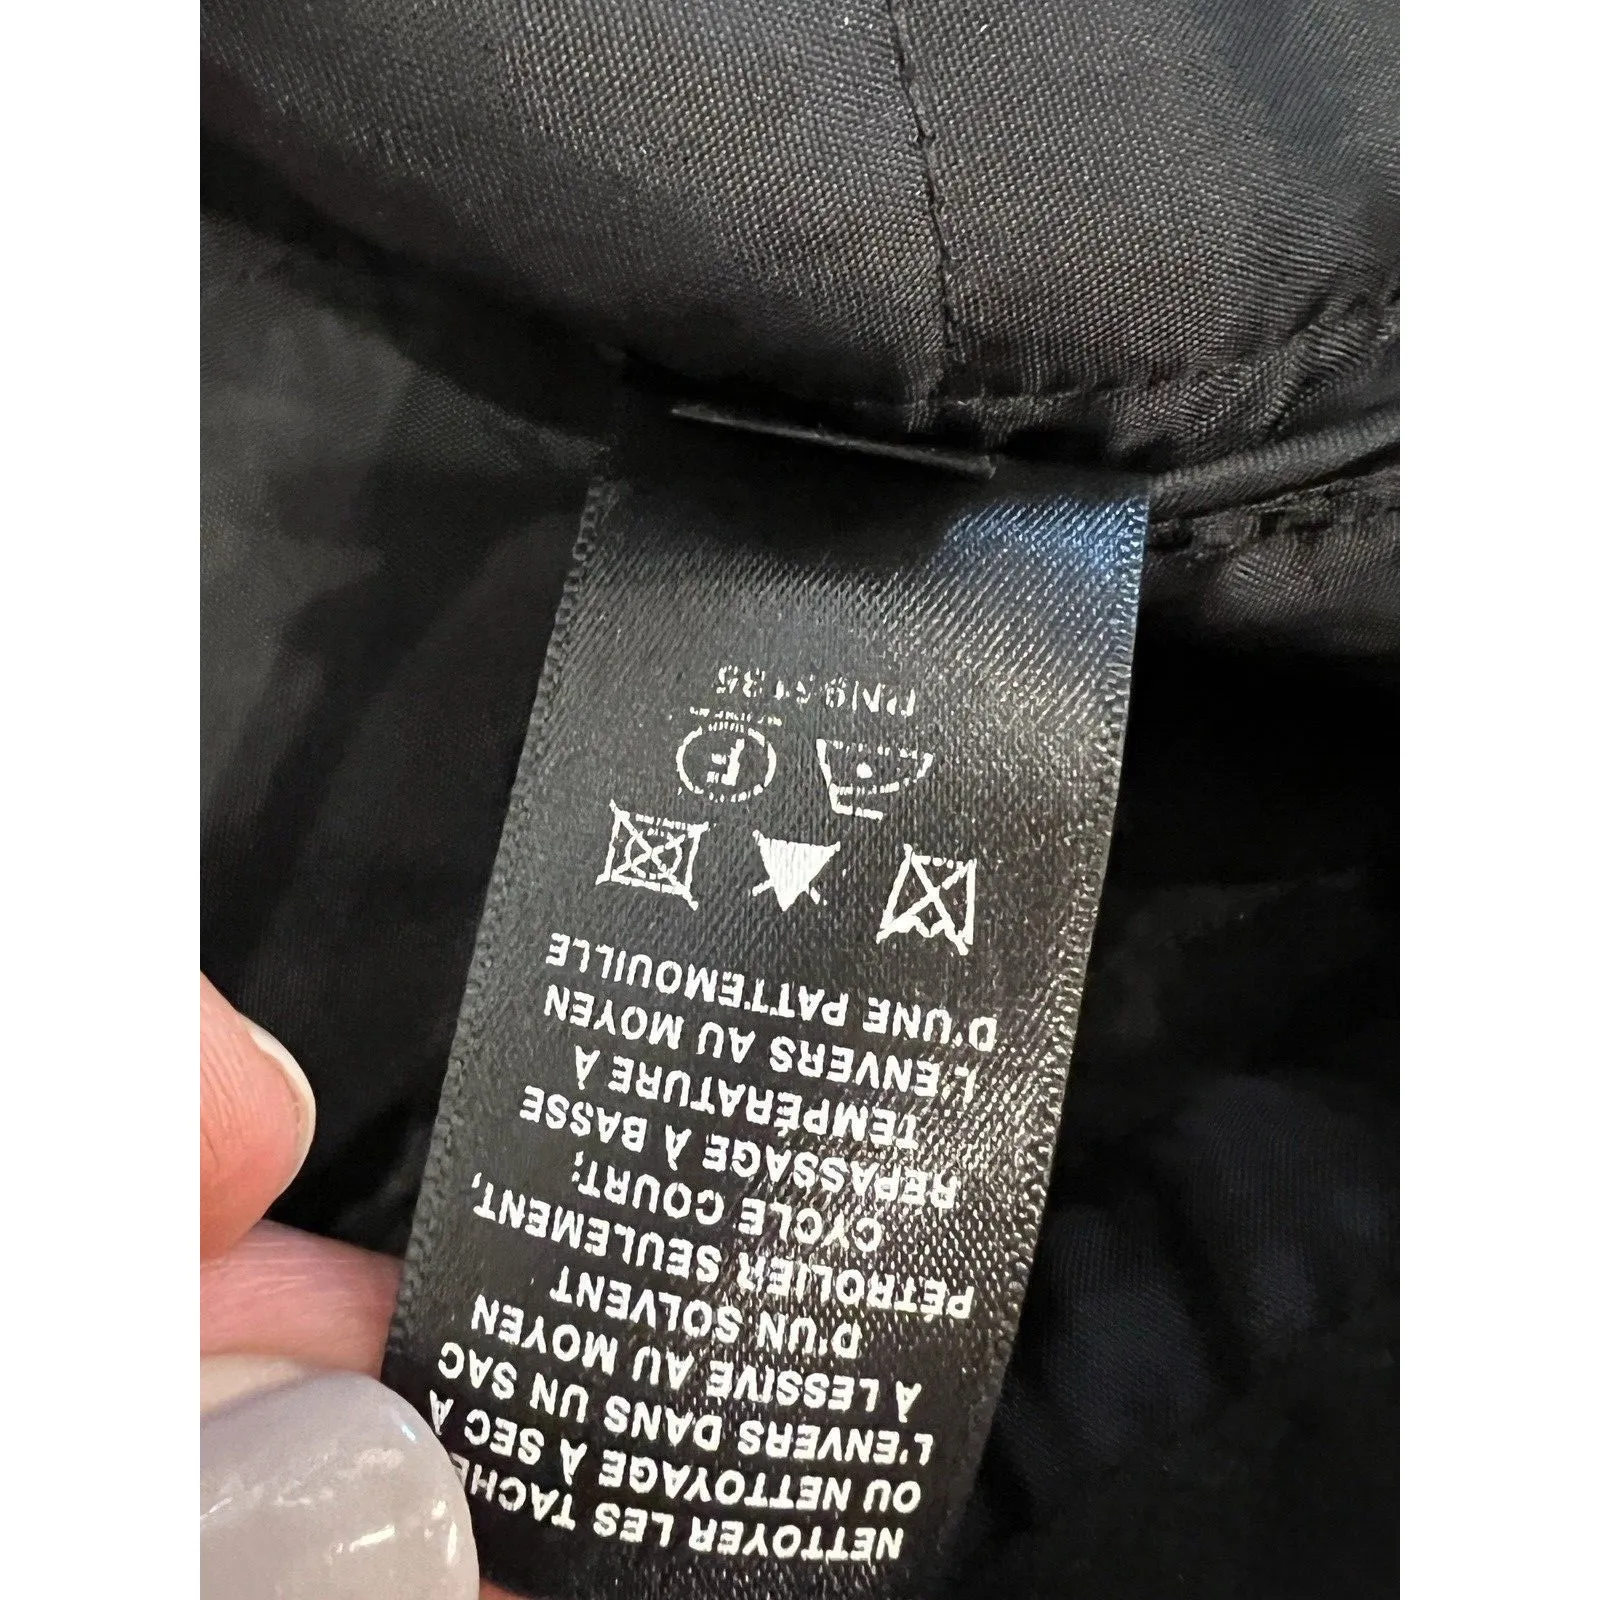 NETTOYER LES TACHE
OU NETTOYAGE À SEC À
L'ENVERS DANS UN SAC
À LESSIVE AU MOYEN
D'UN SOLVENT
PÉTROLIER SEULEMENT,
CYCLE COURT;
REPASSAGE À BASSE
TEMPÉRATURE À
L'ENVERS AU MOYEN
D'UNE PATTEMOUILLE
F